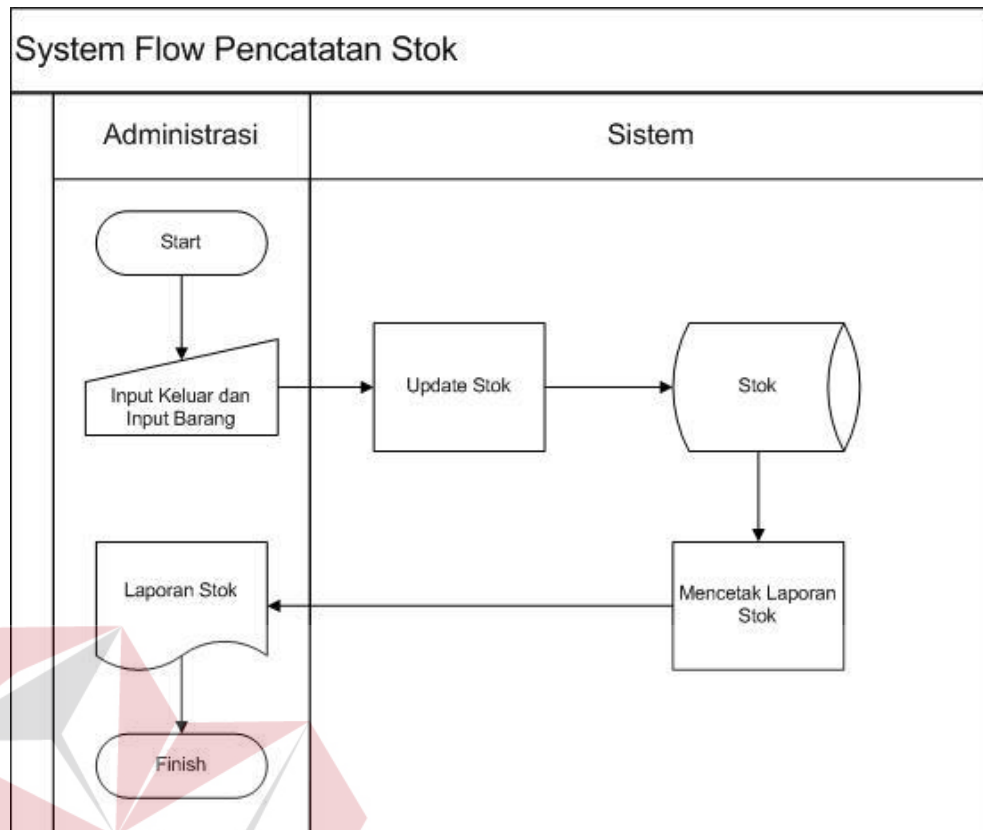 System Flow Pencatatan Stok
Administrasi
Sistem
Start
Input Keluar dan
Input Barang
Update Stok
Stok
Laporan Stok
Mencetak Laporan
Stok
Finish